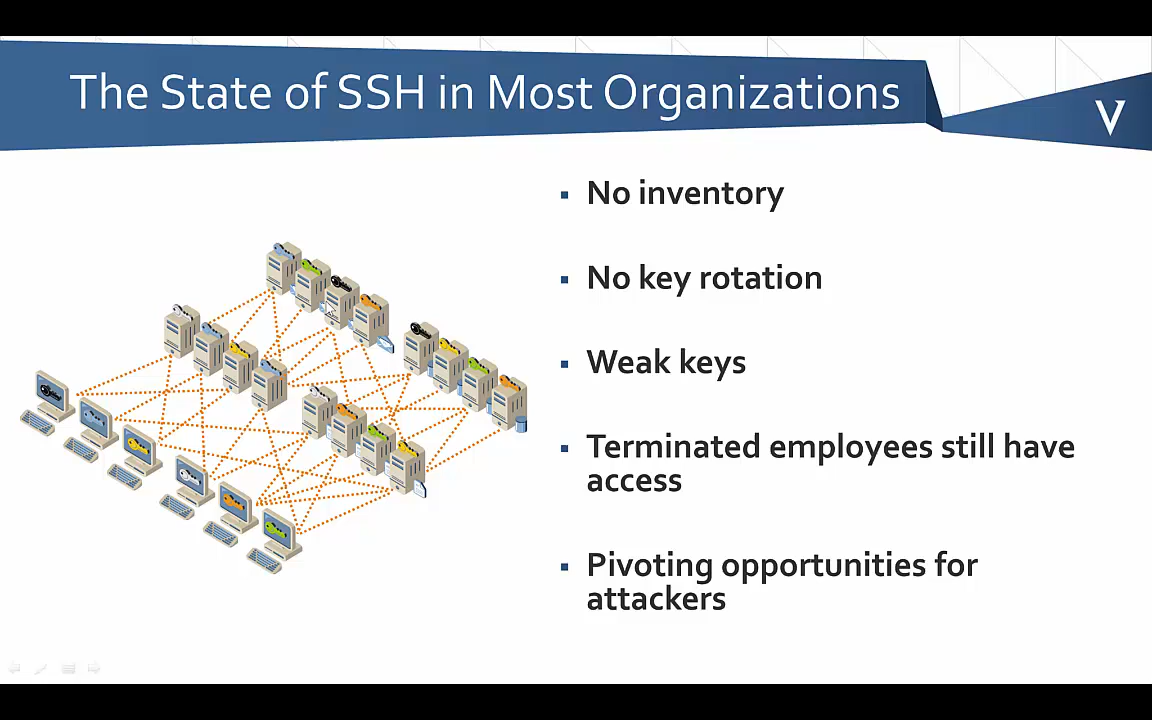 The State of SSH in Most Organizations
V
▪ No inventory
▪ No key rotation
▪ Weak keys
▪ Terminated employees still have
access
▪ Pivoting opportunities for
attackers